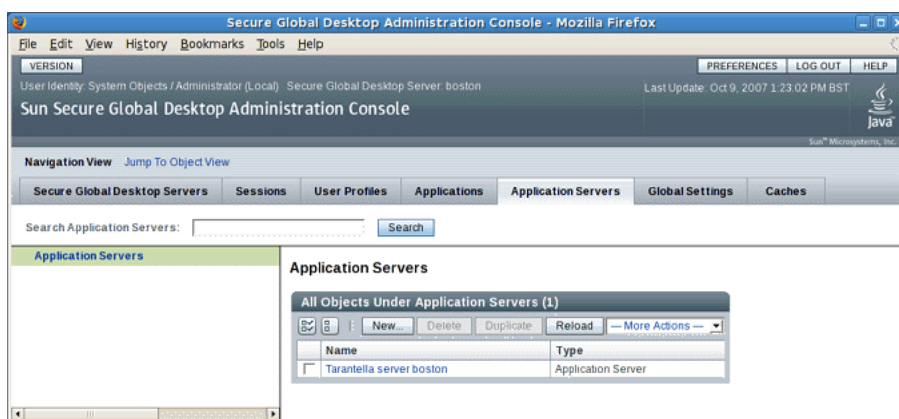 Secure Global Desktop Administration Console - Mozilla Firefox
File Edit View History Bookmarks Tools Help
VERSION PREFERENCES LOG OUT HELP
User Identity: System Objects / Administrator (Local) Secure Global Desktop Server: boston Last Update: Oct 9, 2007 1:23:02 PM BST
Sun Secure Global Desktop Administration Console
Java
Sun™ Microsystems, Inc.
Navigation View Jump To Object View
Secure Global Desktop Servers Sessions User Profiles Applications Application Servers Global Settings Caches
Search Application Servers: Search
Application Servers
Application Servers
All Objects Under Application Servers (1)
New... Delete Duplicate Reload — More Actions —
Name Type
Tarantella server boston Application Server